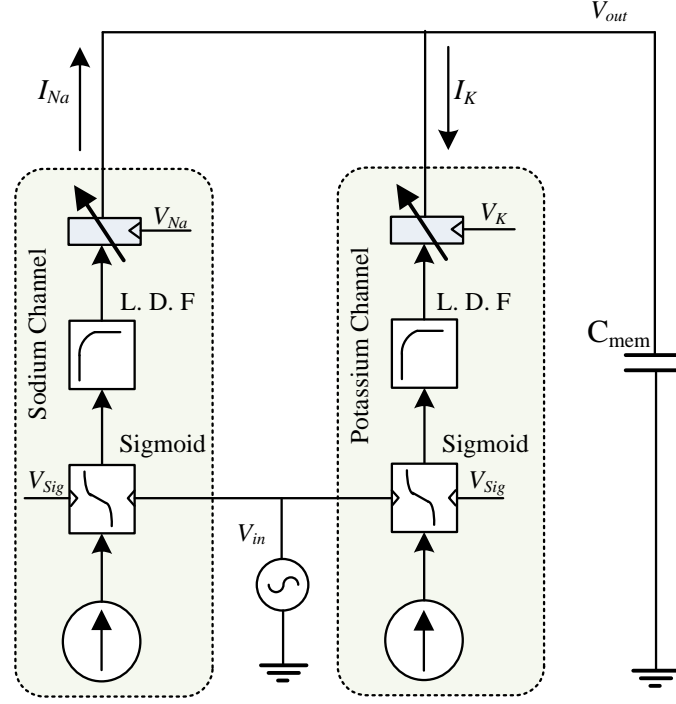 V_out
I_Na
I_K
V_Na
V_K
L. D. F
L. D. F
Sodium Channel
Potassium Channel
C_mem
Sigmoid
Sigmoid
V_Sig
V_Sig
V_in